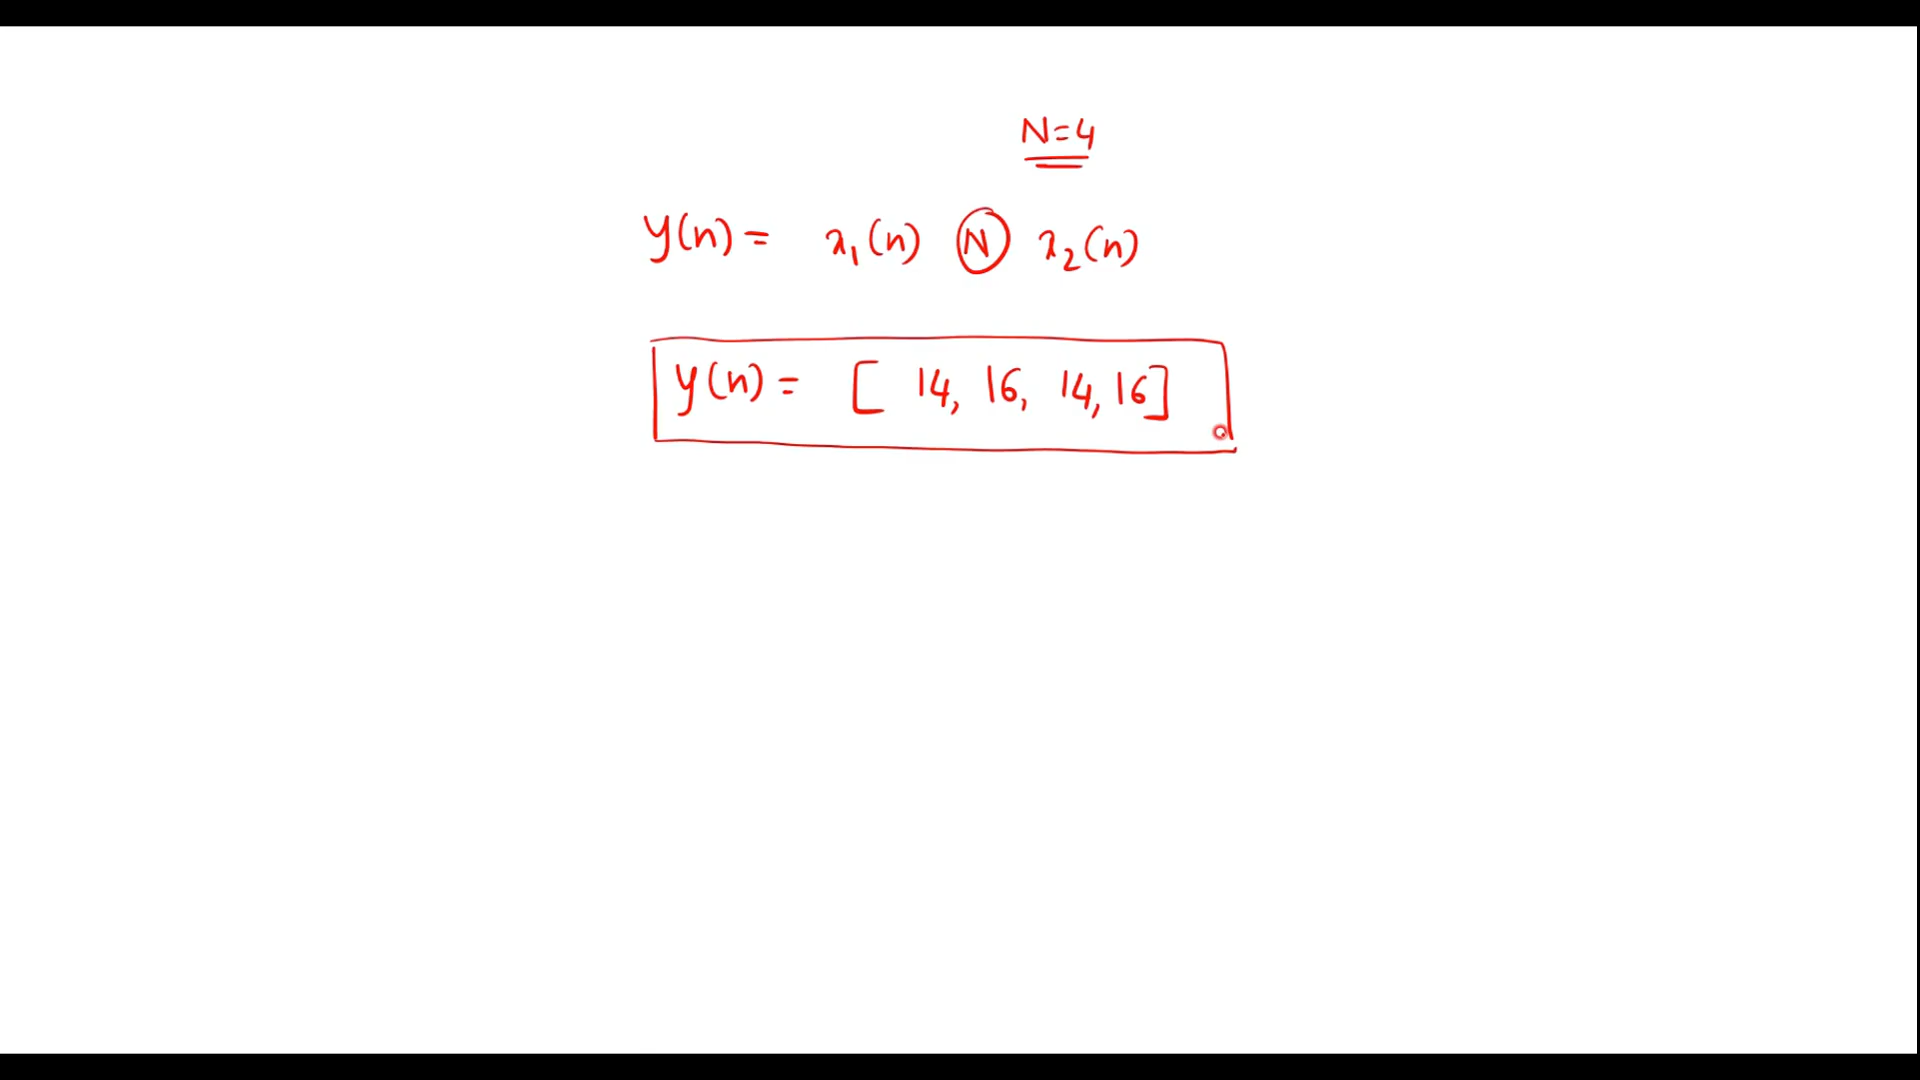 N=4
y(n) = x₁(n) Ⓝ x₂(n)
y(n) = [ 14, 16, 14, 16]